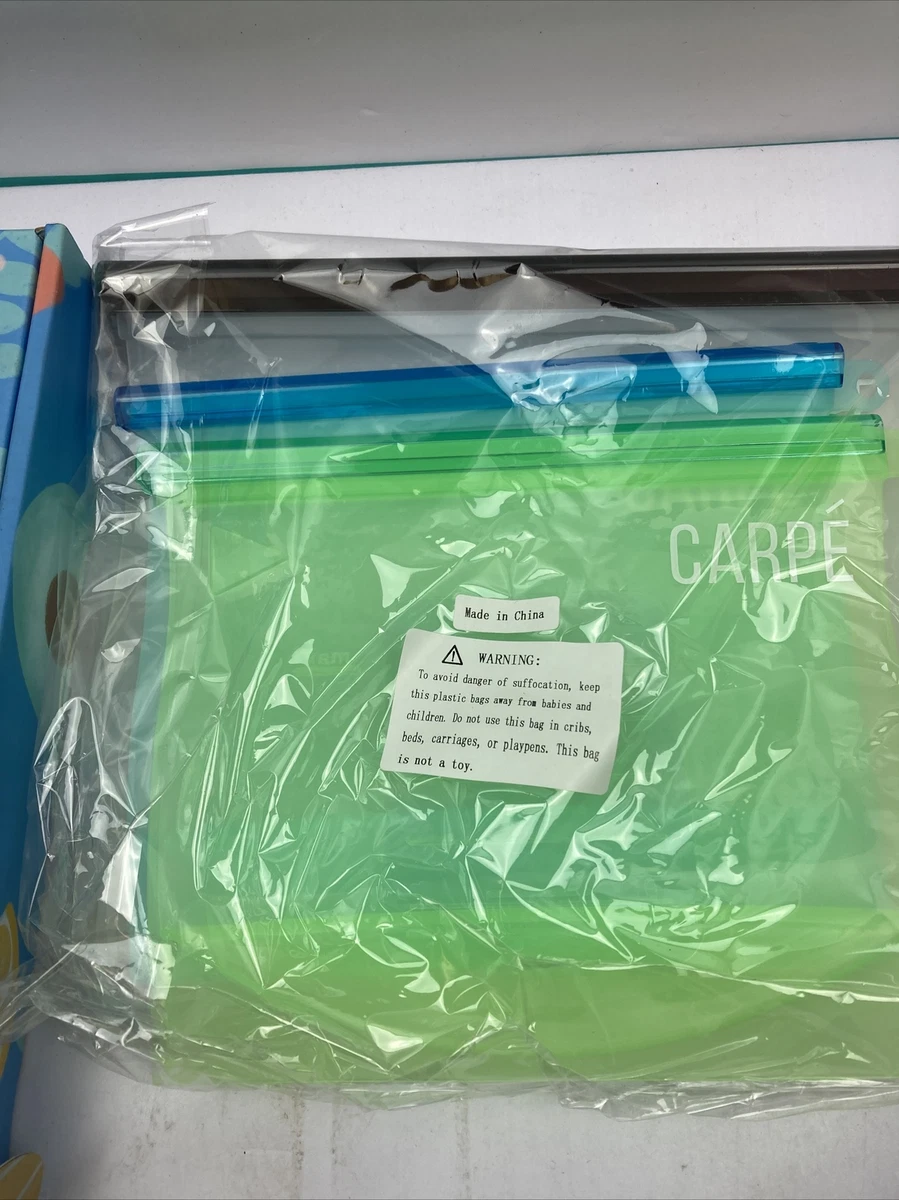 CARPÉ
Made in China
WARNING:
To avoid danger of suffocation, keep
this plastic bags away from babies and
children. Do not use this bag in cribs,
beds, carriages, or playpens. This bag
is not a toy.